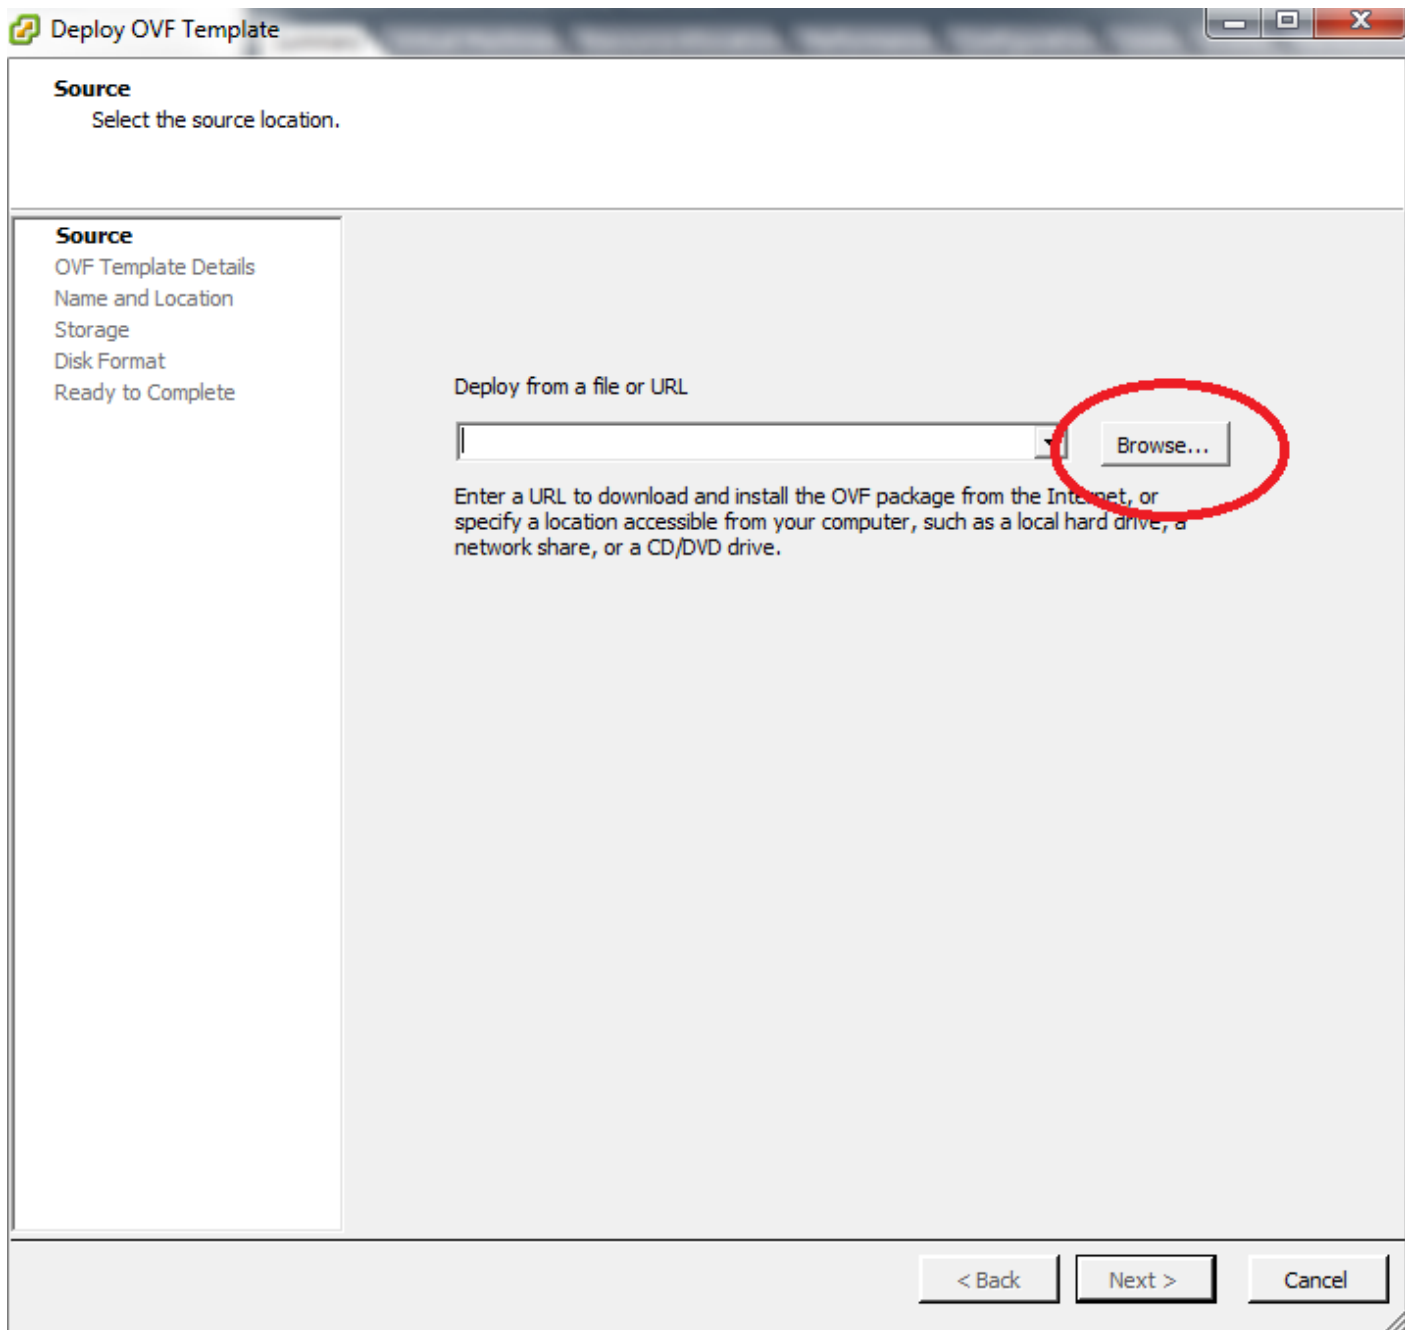 Deploy OVF Template
Source
Select the source location.
Source
OVF Template Details
Name and Location
Storage
Disk Format
Ready to Complete
Deploy from a file or URL
Browse...
Enter a URL to download and install the OVF package from the Internet, or
specify a location accessible from your computer, such as a local hard drive, a
network share, or a CD/DVD drive.
< Back
Next >
Cancel